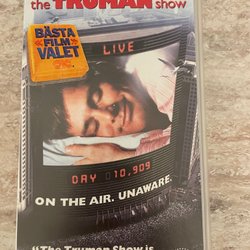 the TRUMAN show
BÄSTA
FILM
VALET
LIVE
DAY 10,909
ON THE AIR. UNAWARE.
"The Truman Show is